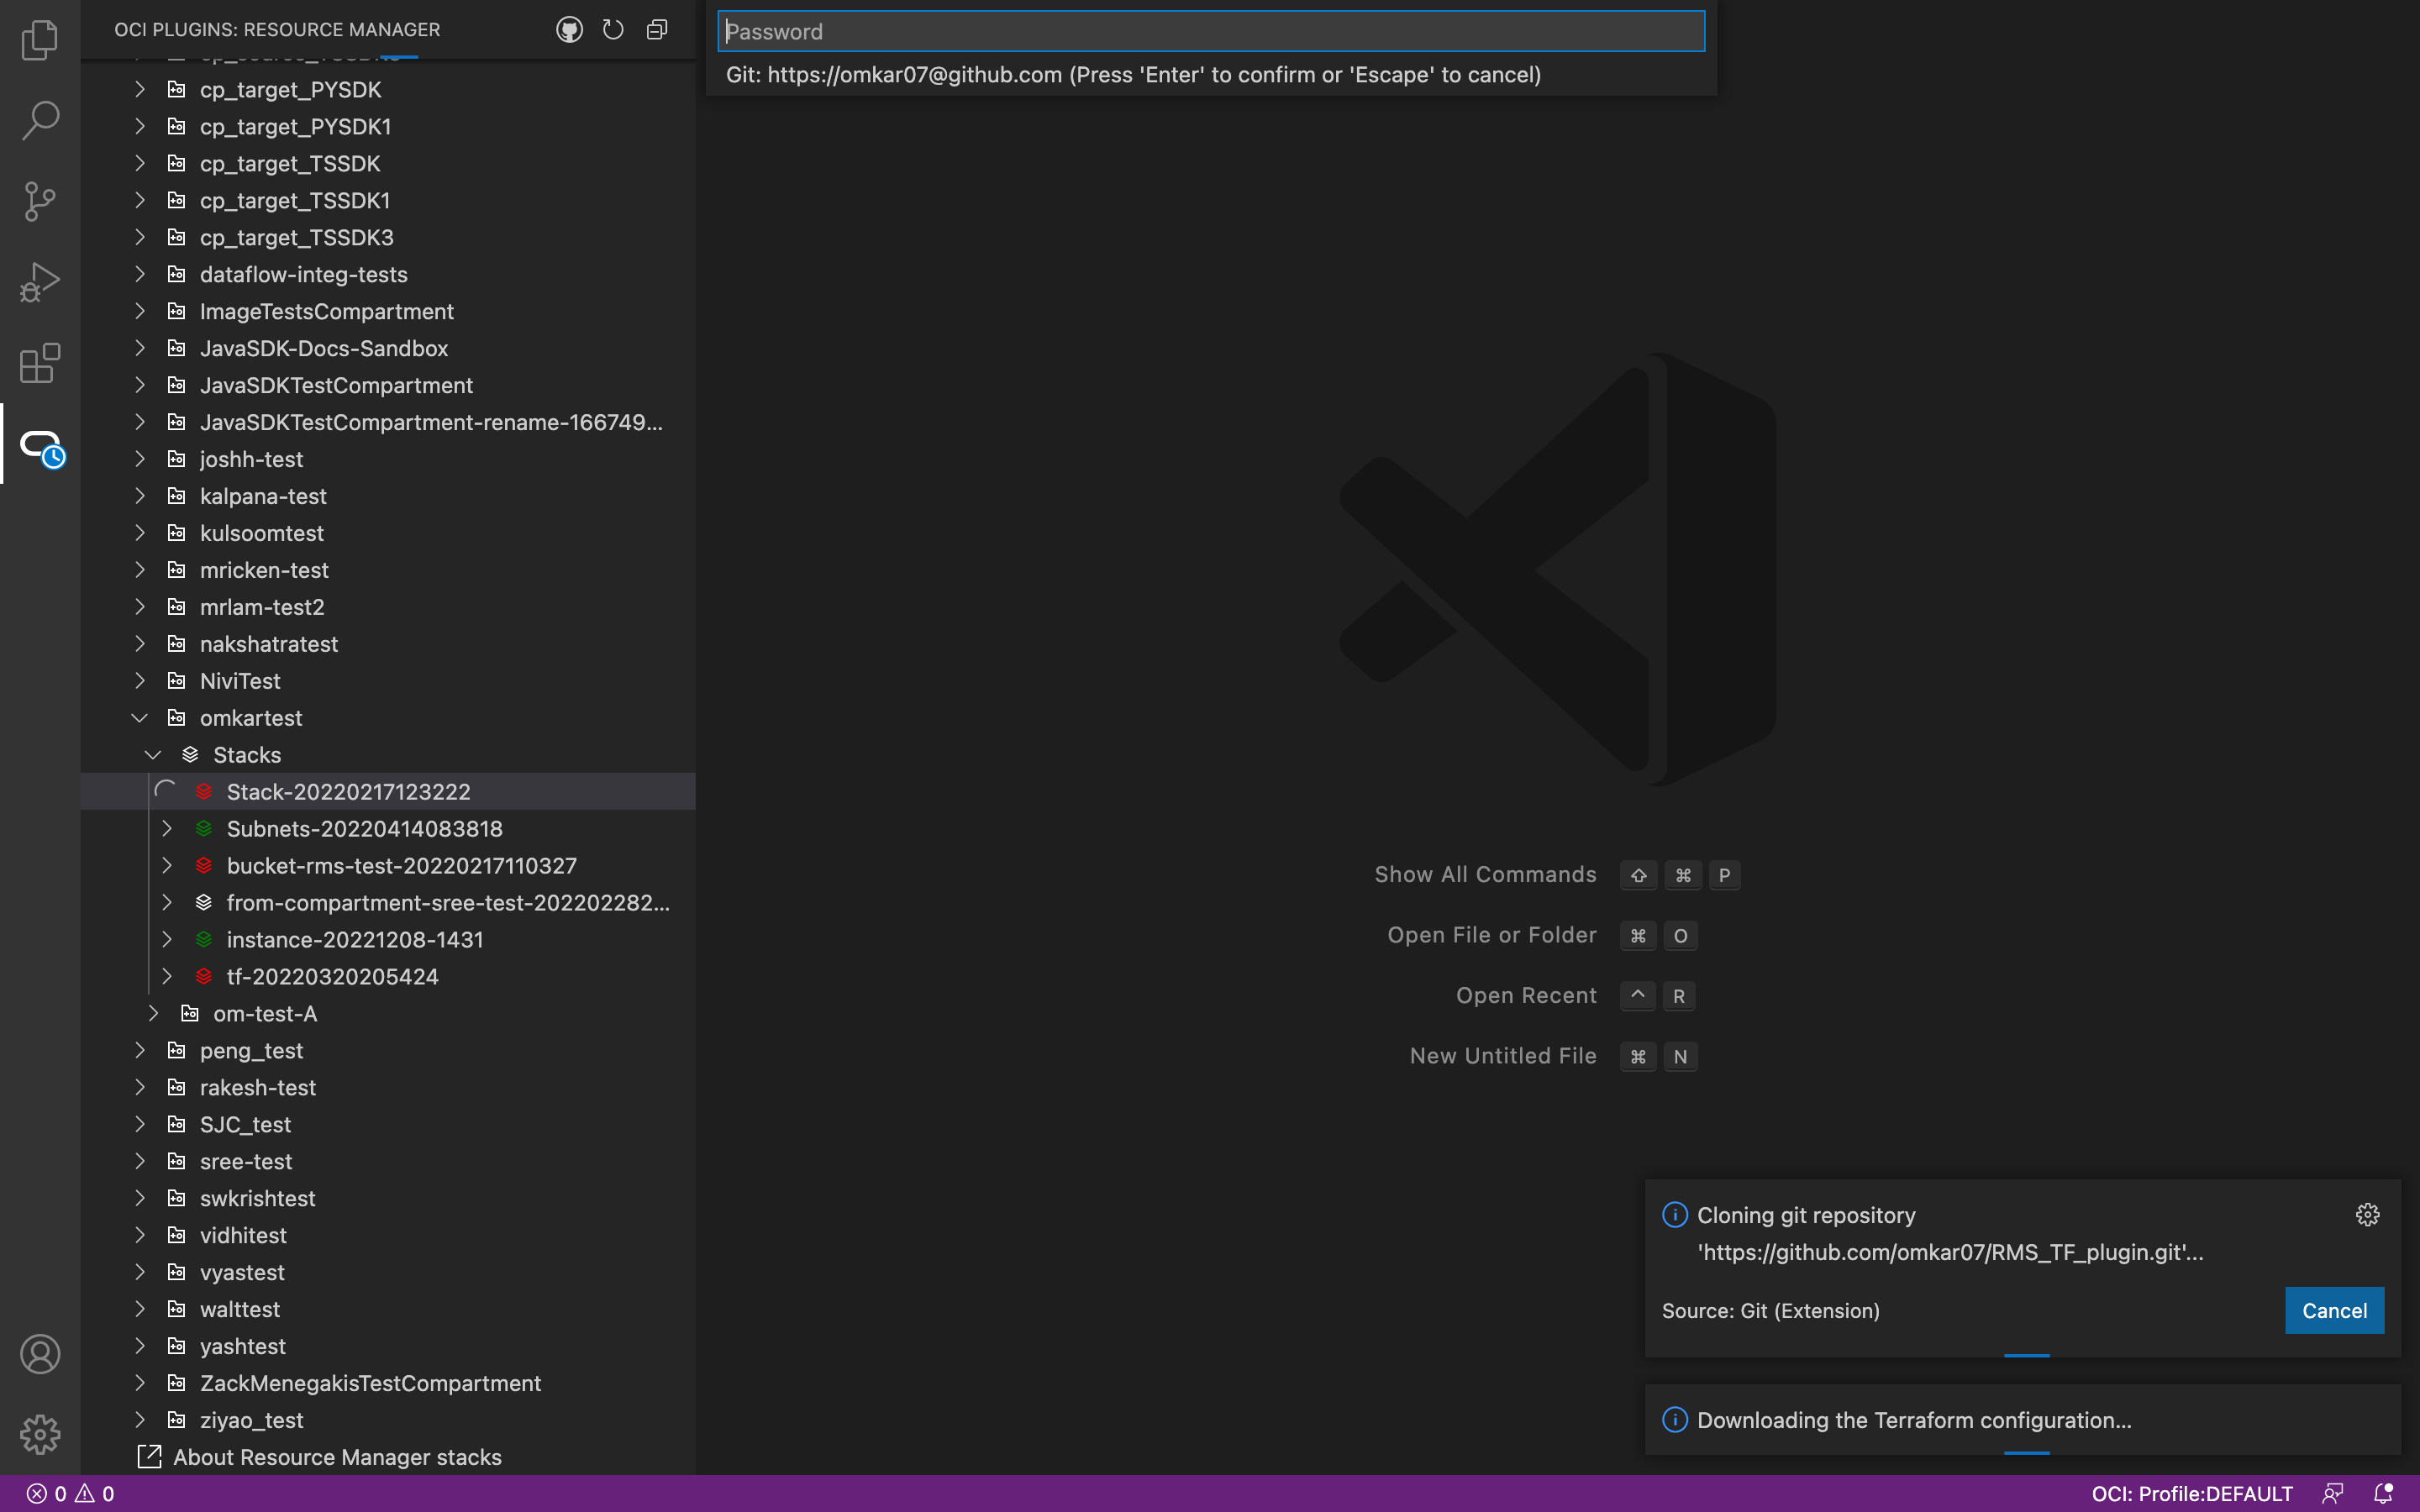 OCI PLUGINS: RESOURCE MANAGER
cp_target_PYSDK
cp_target_PYSDK1
cp_target_TSSDK
cp_target_TSSDK1
cp_target_TSSDK3
dataflow-integ-tests
ImageTestsCompartment
JavaSDK-Docs-Sandbox
JavaSDKTestCompartment
JavaSDKTestCompartment-rename-166749...
joshh-test
kalpana-test
kulsoomtest
mricken-test
mrlam-test2
nakshatratest
NiviTest
omkartest
Stacks
Stack-20220217123222
Subnets-20220414083818
bucket-rms-test-20220217110327
from-compartment-sree-test-202202282...
instance-20221208-1431
tf-20220320205424
om-test-A
peng_test
rakesh-test
SJC_test
sree-test
swkrishtest
vidhitest
vyastest
walttest
yashtest
ZackMenegakisTestCompartment
ziyao_test
About Resource Manager stacks
Password
Git: https://omkar07@github.com (Press 'Enter' to confirm or 'Escape' to cancel)
Show All Commands ⇧ ⌘ P
Open File or Folder ⌘ O
Open Recent ^ R
New Untitled File ⌘ N
Cloning git repository
'https://github.com/omkar07/RMS_TF_plugin.git'...
Source: Git (Extension)
Cancel
Downloading the Terraform configuration...
0 0
OCI: Profile:DEFAULT